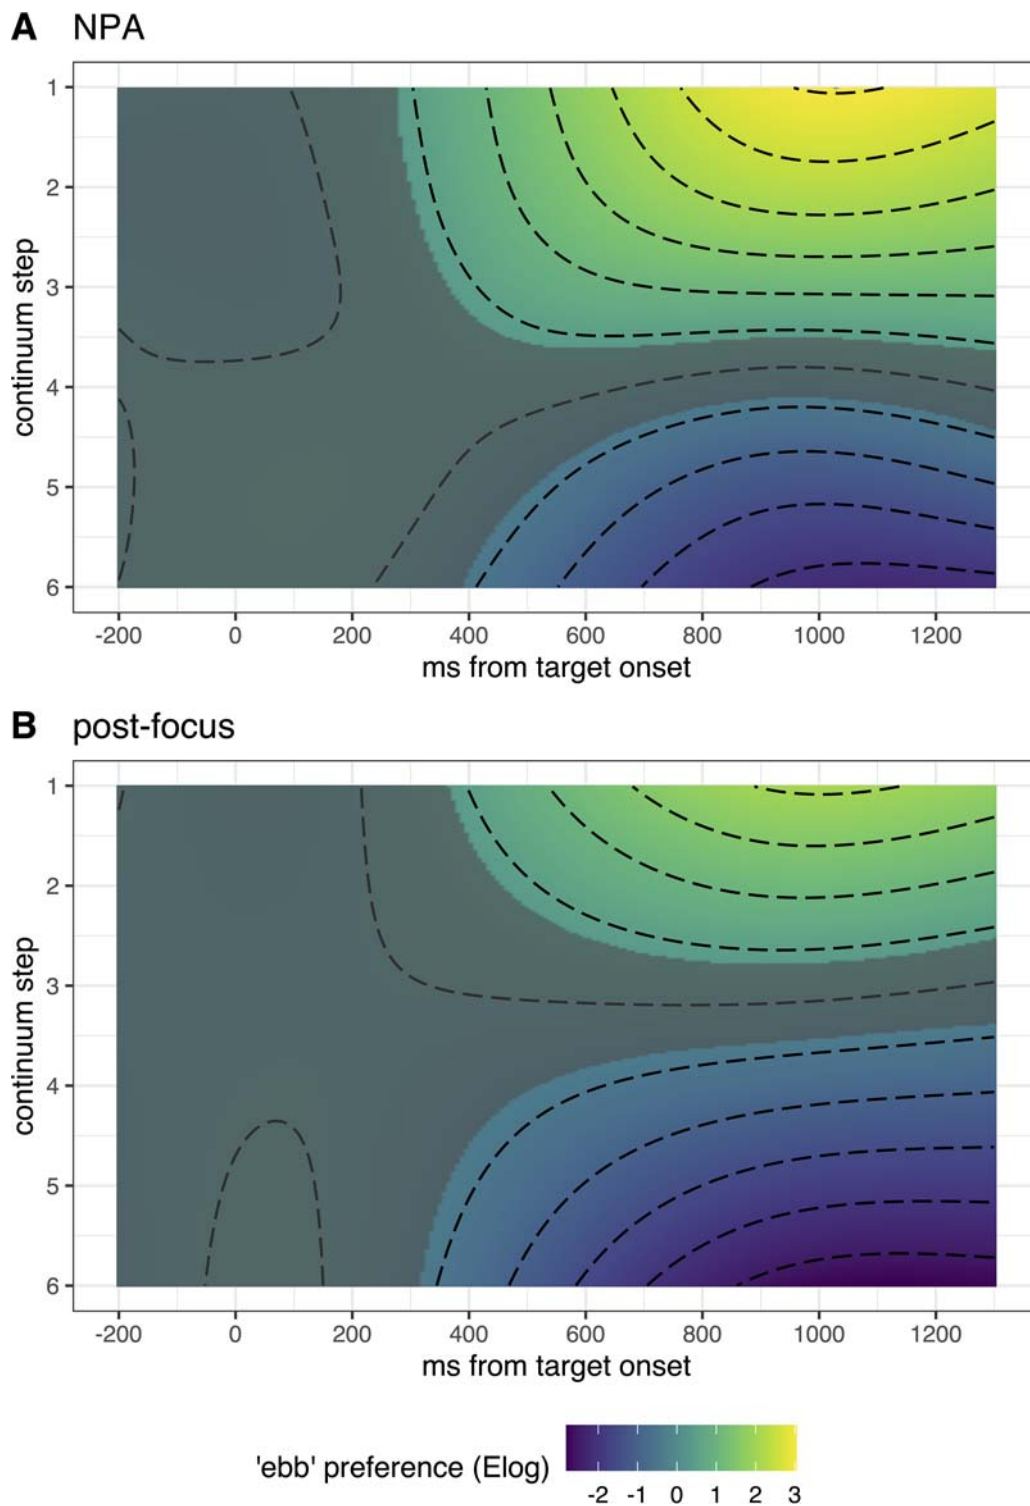 A NPA
1
2
3
4
5
6
continuum step
-200 0 200 400 600 800 1000 1200
ms from target onset
B post-focus
1
2
3
4
5
6
continuum step
-200 0 200 400 600 800 1000 1200
ms from target onset
'ebb' preference (Elog)
-2 -1 0 1 2 3